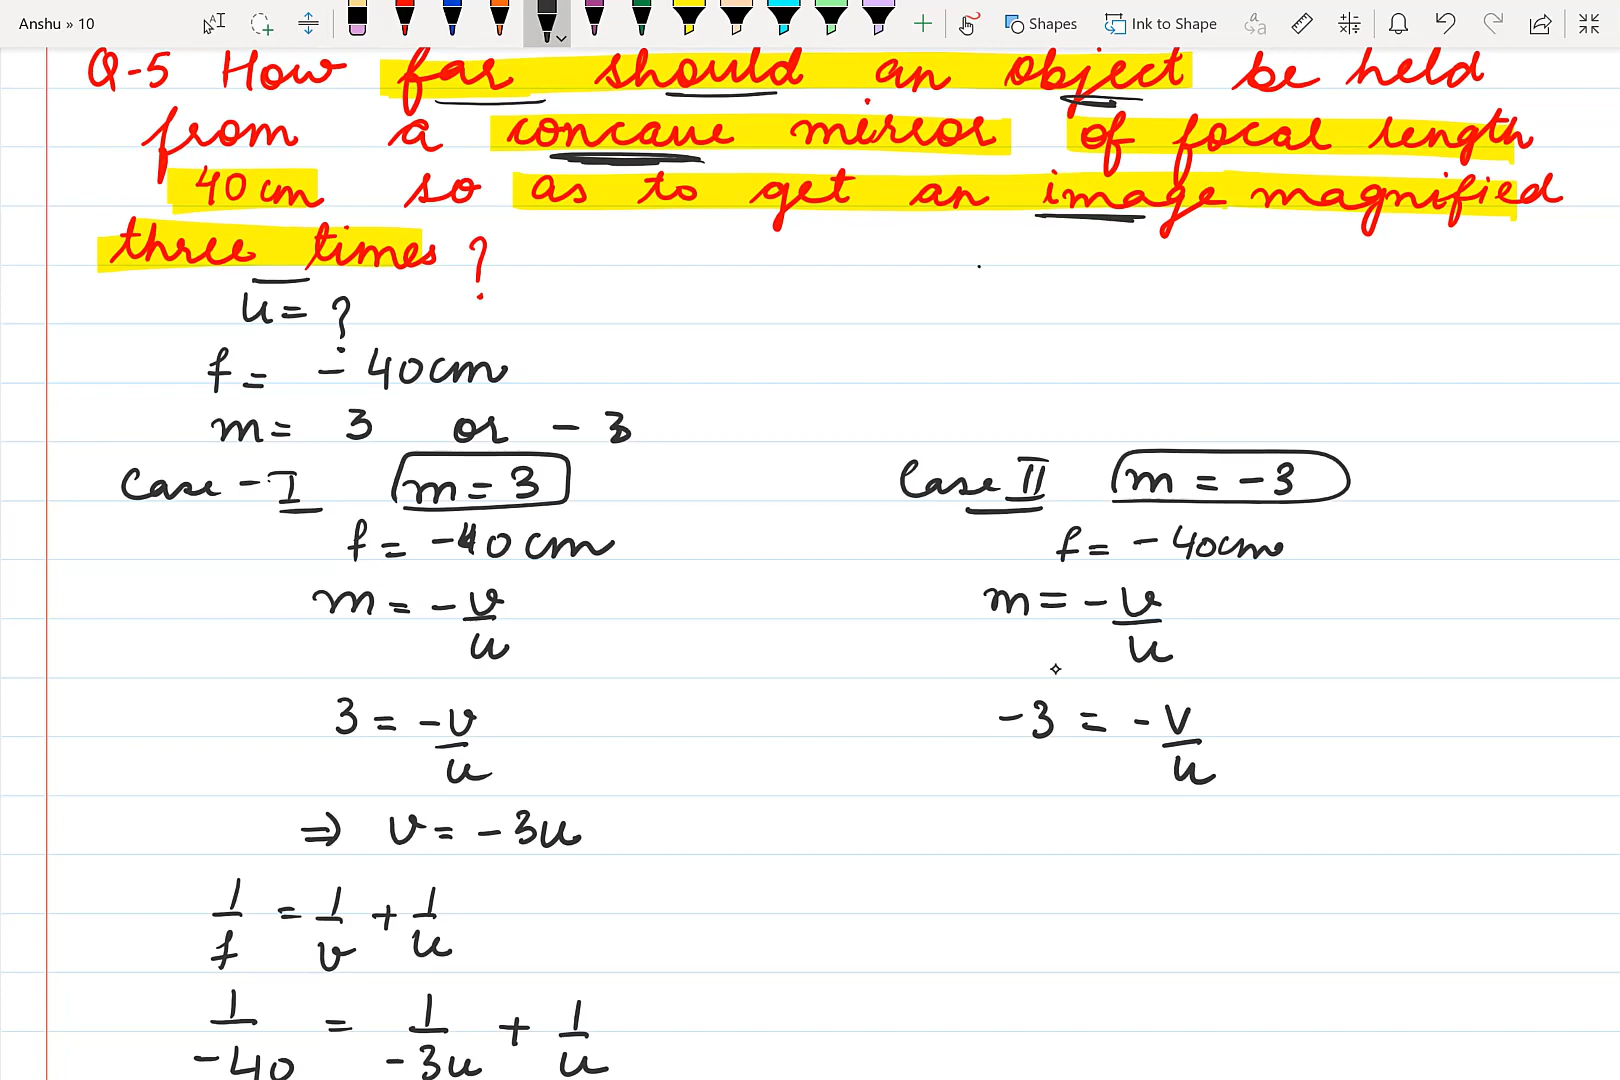 Anshu » 10
Shapes
Ink to Shape
Q-5 How far should an object be held
from a concave mirror of focal length
40 cm so as to get an image magnified
three times ?
u = ?
f = - 40 cm
m = 3 or - 3
Case - I m = 3
f = -40 cm
m = -v/u
3 = -v/u
⇒ v = -3u
1/f = 1/v + 1/u
1/-40 = 1/-3u + 1/u
Case II m = -3
f = -40cm
m = -v/u
-3 = -v/u